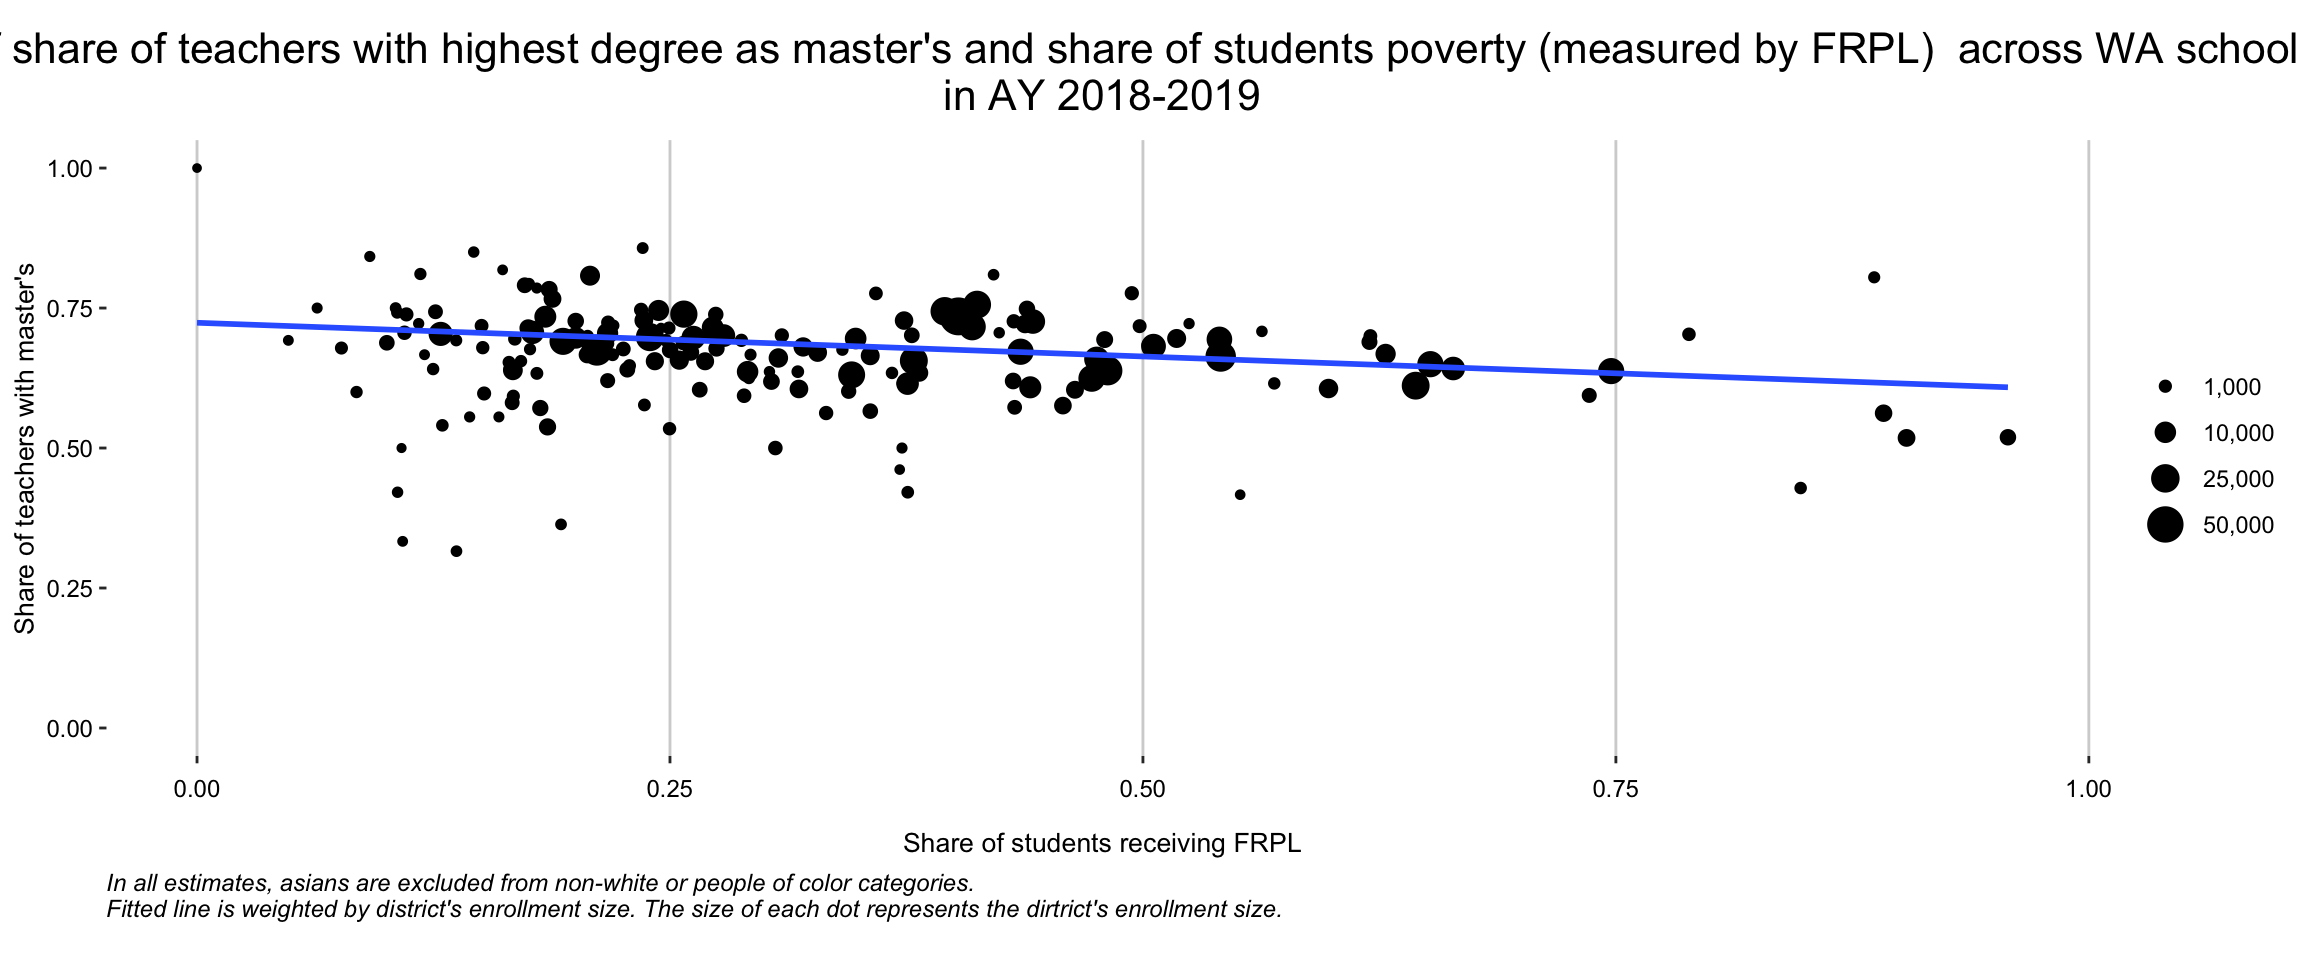 share of teachers with highest degree as master's and share of students poverty (measured by FRPL)  across WA school
in AY 2018-2019
Share of teachers with master's
1.00
0.75
0.50
0.25
0.00
0.00 0.25 0.50 0.75 1.00
Share of students receiving FRPL
1,000
10,000
25,000
50,000
In all estimates, asians are excluded from non-white or people of color categories.
Fitted line is weighted by district's enrollment size. The size of each dot represents the dirtrict's enrollment size.